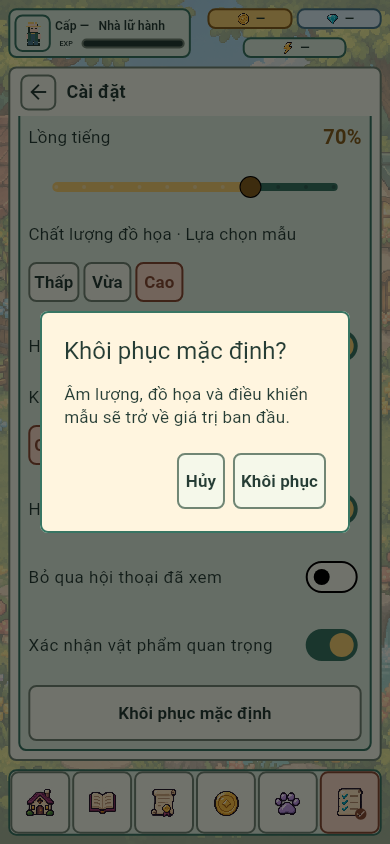 Cấp — Nhà lữ hành
EXP
—
—
—
Cài đặt
Lồng tiếng 70%
Chất lượng đồ họa · Lựa chọn mẫu
Thấp Vừa Cao
H
Khôi phục mặc định?
Âm lượng, đồ họa và điều khiển
mẫu sẽ trở về giá trị ban đầu.
K
Hủy Khôi phục
H
Bỏ qua hội thoại đã xem
Xác nhận vật phẩm quan trọng
Khôi phục mặc định